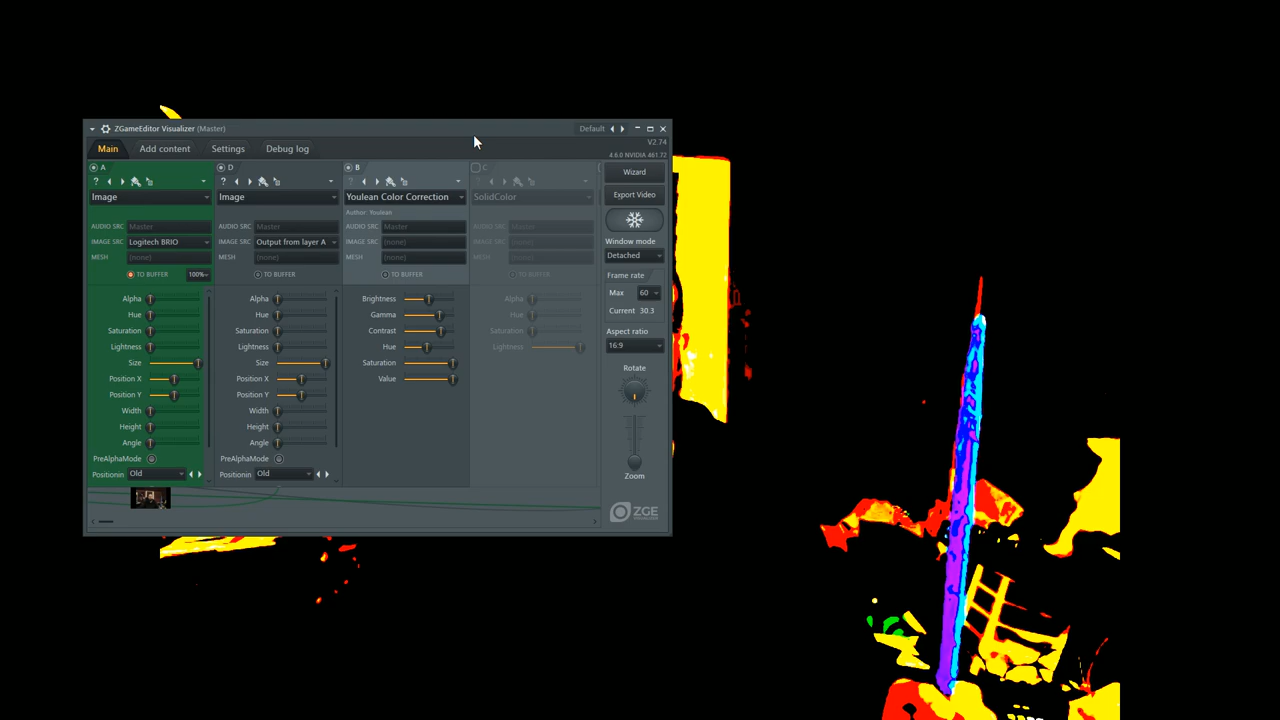 ZGameEditor Visualizer (Master)
Default
Main
Add content
Settings
Debug log
V2.74
4.6.0 NVIDIA 461.72
A
D
B
C
Image
Image
Youlean Color Correction
SolidColor
Author: Youlean
AUDIO SRC Master
IMAGE SRC Logitech BRIO
MESH (none)
TO BUFFER 100%
Alpha
Hue
Saturation
Lightness
Size
Position X
Position Y
Width
Height
Angle
PreAlphaMode
Positionin Old
AUDIO SRC Master
IMAGE SRC Output from layer A
MESH (none)
TO BUFFER
Alpha
Hue
Saturation
Lightness
Size
Position X
Position Y
Width
Height
Angle
PreAlphaMode
Positionin Old
AUDIO SRC Master
IMAGE SRC (none)
MESH (none)
TO BUFFER
Brightness
Gamma
Contrast
Hue
Saturation
Value
AUDIO SRC Master
IMAGE SRC (none)
MESH (none)
TO BUFFER
Alpha
Hue
Saturation
Lightness
Wizard
Export Video
Window mode
Detached
Frame rate
Max 60
Current 30.3
Aspect ratio
16:9
Rotate
Zoom
ZGE